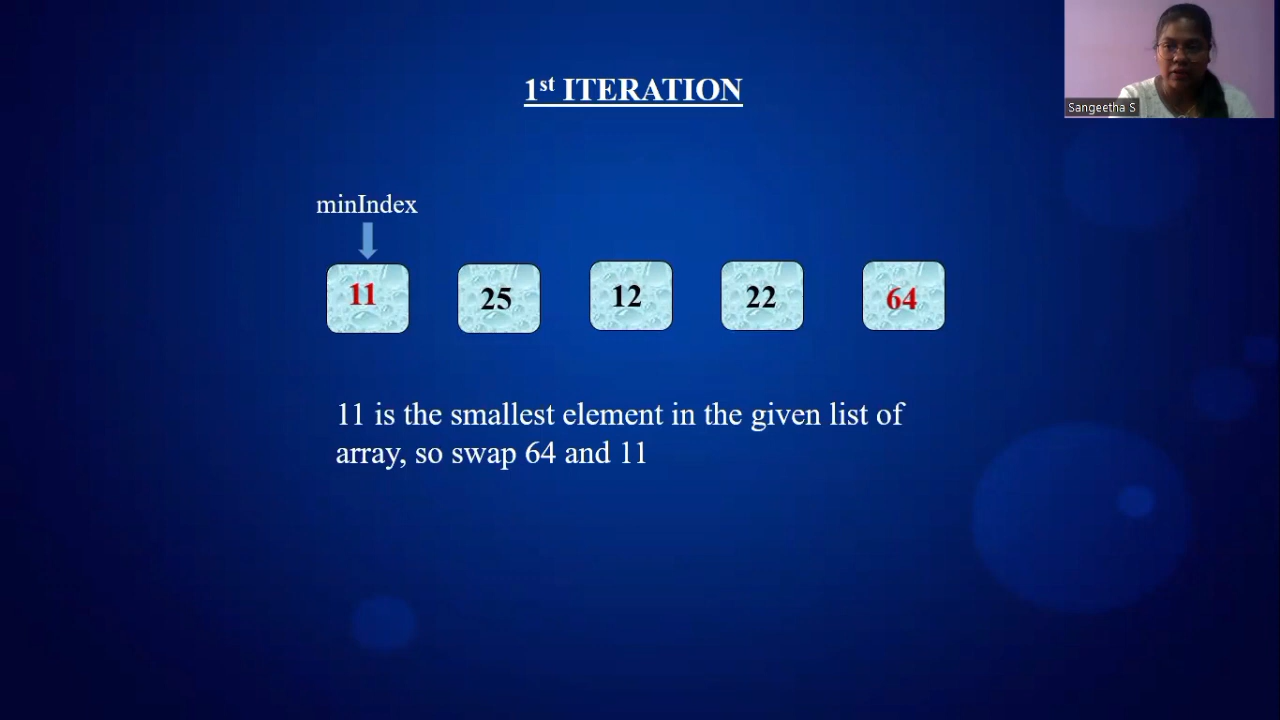 Sangeetha S
1st ITERATION
minIndex
11 25 12 22 64
11 is the smallest element in the given list of
array, so swap 64 and 11